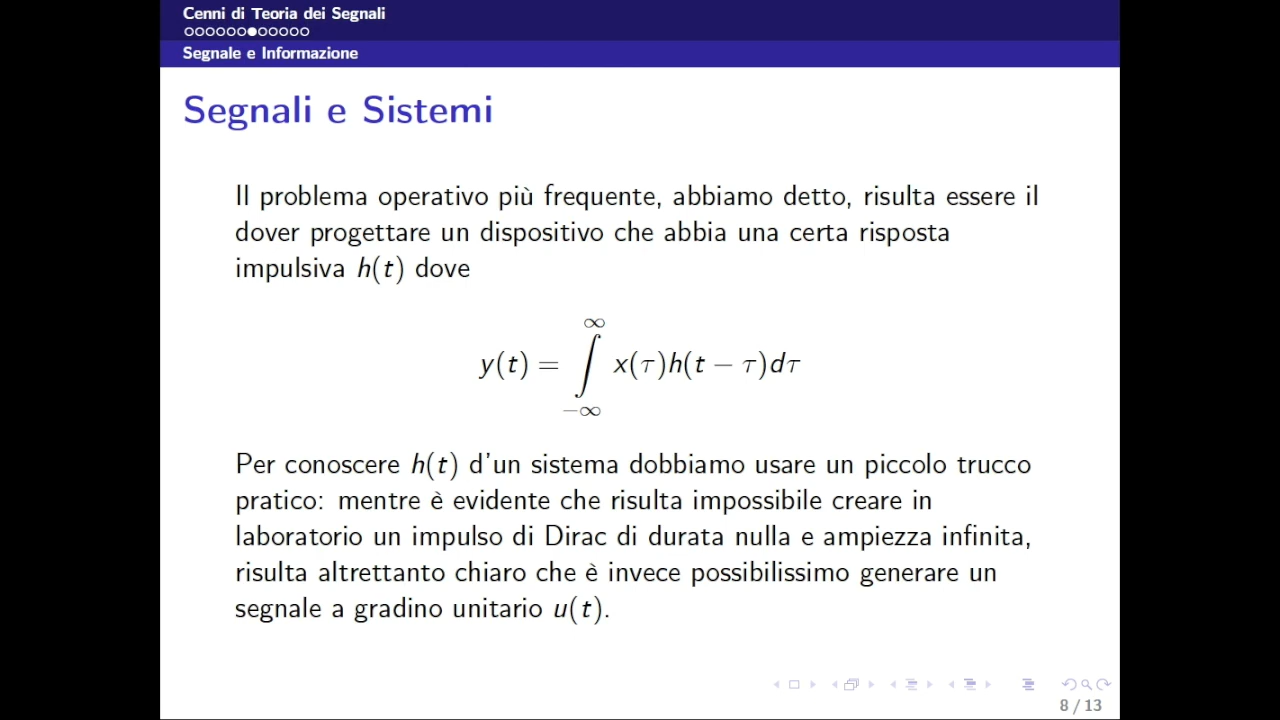 Cenni di Teoria dei Segnali
Segnale e Informazione
Segnali e Sistemi
Il problema operativo più frequente, abbiamo detto, risulta essere il
dover progettare un dispositivo che abbia una certa risposta
impulsiva h(t) dove
y(t) = ∫_{−∞}^{∞} x(τ)h(t − τ)dτ
Per conoscere h(t) d'un sistema dobbiamo usare un piccolo trucco
pratico: mentre è evidente che risulta impossibile creare in
laboratorio un impulso di Dirac di durata nulla e ampiezza infinita,
risulta altrettanto chiaro che è invece possibilissimo generare un
segnale a gradino unitario u(t).
8 / 13